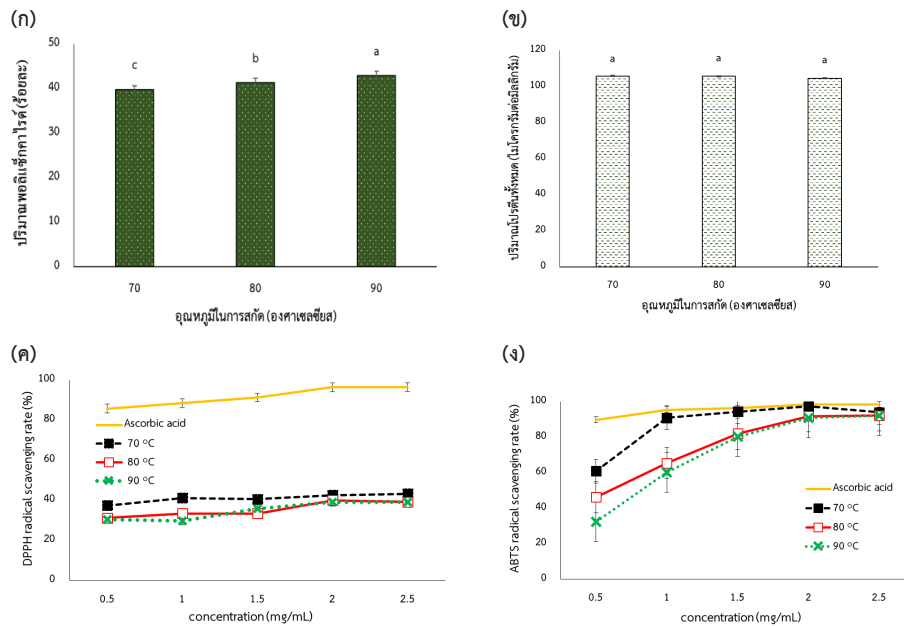 (ก)
ปริมาณพอลิแซ็กคาไรด์ (ร้อยละ)
50
40
30
20
10
0
c
b
a
70
80
90
อุณหภูมิในการสกัด (องศาเซลซียส)
(ข)
ปริมาณโปรตีนทั้งหมด (ไมโครกรัมต่อมิลลิกรัม)
120
100
80
60
40
20
0
a
a
a
70
80
90
อุณหภูมิในการสกัด (องศาเซลซียส)
(ค)
DPPH radical scavenging rate (%)
100
80
60
40
20
0
Ascorbic acid
70 ºC
80 ºC
90 ºC
0.5
1
1.5
2
2.5
concentration (mg/mL)
(ง)
ABTS radical scavenging rate (%)
100
80
60
40
20
0
Ascorbic acid
70 ºC
80 ºC
90 ºC
0.5
1
1.5
2
2.5
concentration (mg/mL)